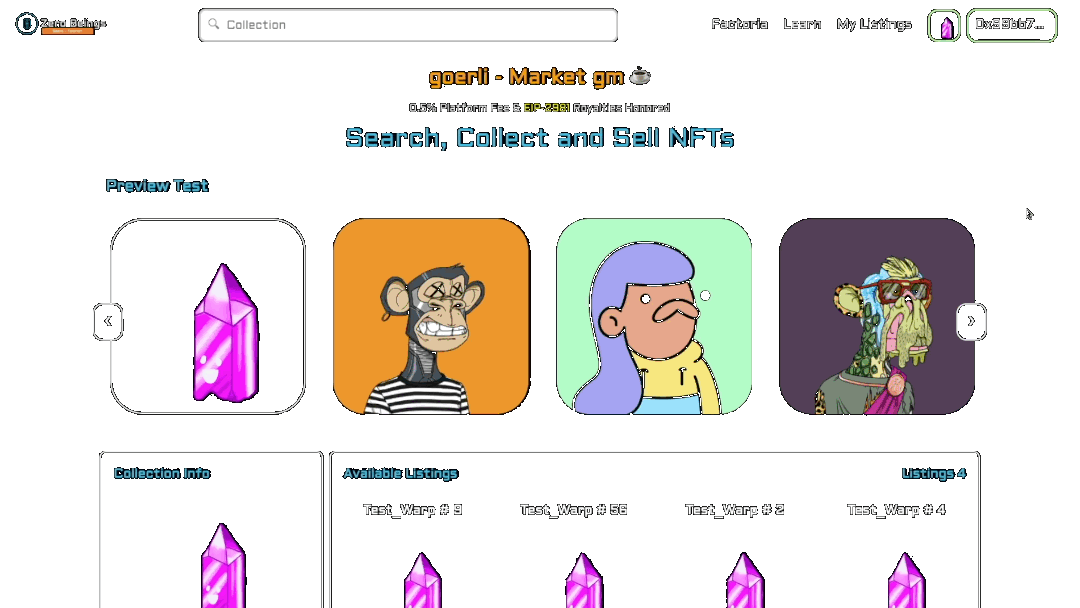 Zero Beings
Collection
Factoria
Learn
My Listings
goerli - Market gm
0.5% Platform Fee & EIP-2981 Royalties Honored
Search, Collect and Sell NFTs
Preview Test
«
»
Collection Info
Available Listings
Listings 4
Test_Warp # 9
Test_Warp # 56
Test_Warp # 2
Test_Warp # 4